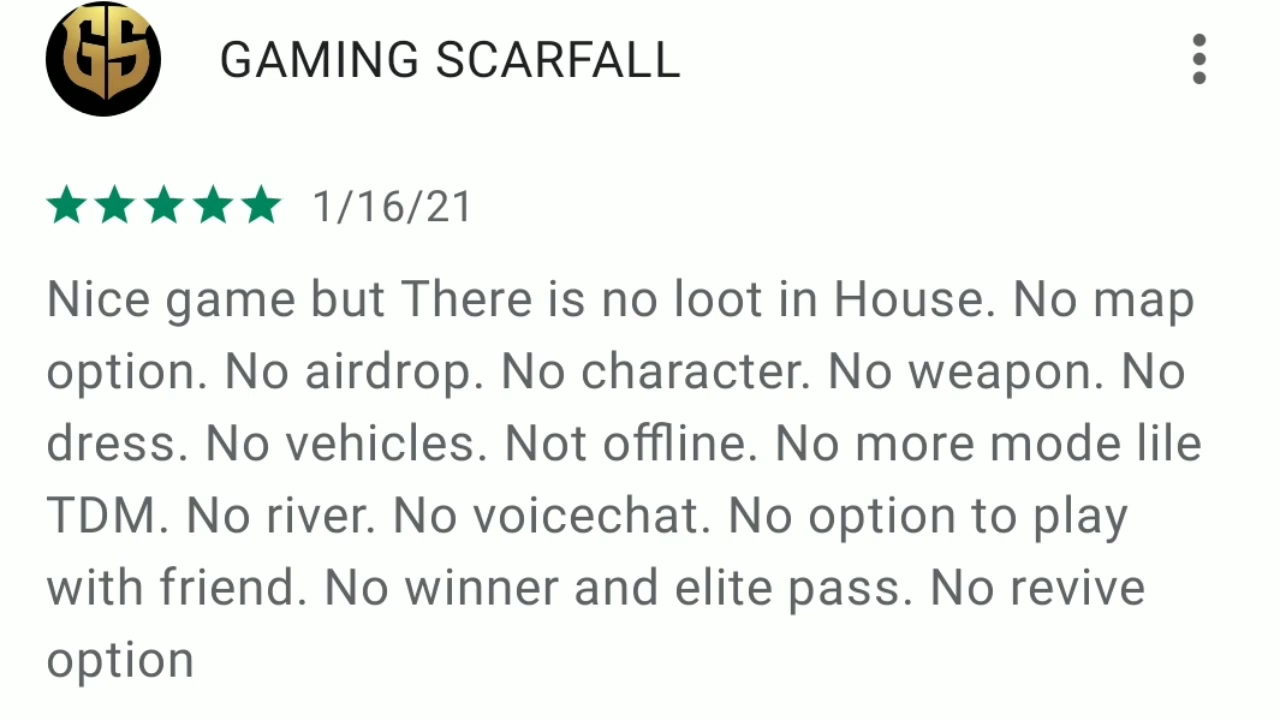 GS
GAMING SCARFALL
1/16/21
Nice game but There is no loot in House. No map
option. No airdrop. No character. No weapon. No
dress. No vehicles. Not offline. No more mode lile
TDM. No river. No voicechat. No option to play
with friend. No winner and elite pass. No revive
option